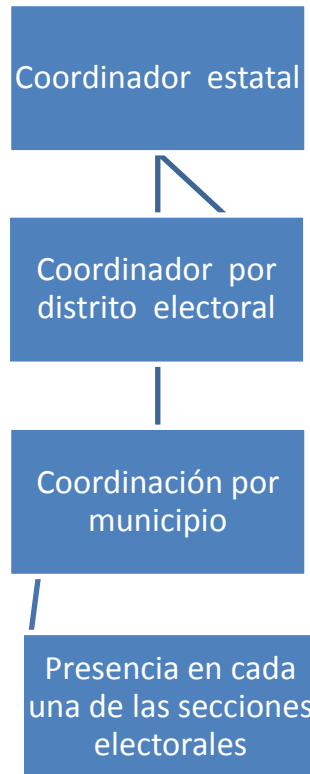 Coordinador estatal
Coordinador por
distrito electoral
Coordinación por
municipio
Presencia en cada
una de las secciones
electorales